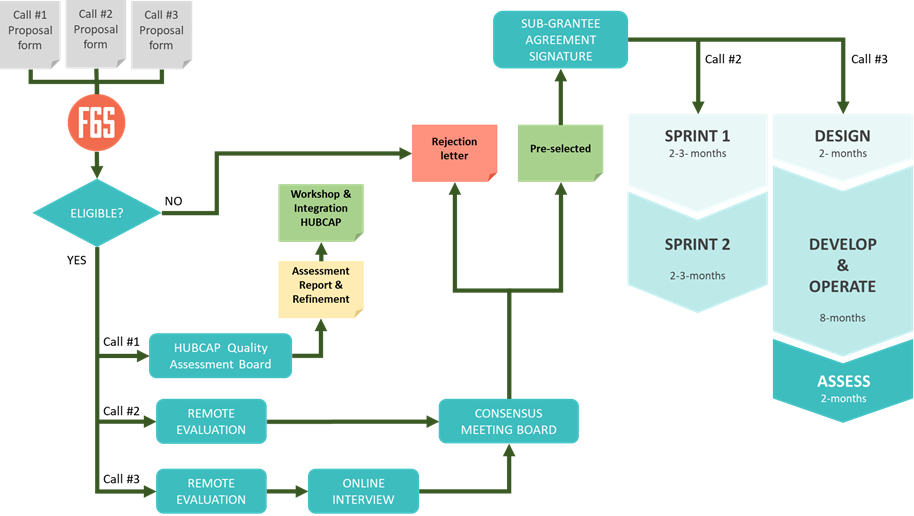 Call #1
Proposal
form
Call #2
Proposal
form
Call #3
Proposal
form
F6S
ELIGIBLE?
NO
YES
Call #1
HUBCAP Quality
Assessment Board
Assessment
Report &
Refinement
Workshop &
Integration
HUBCAP
Call #2
REMOTE
EVALUATION
Call #3
REMOTE
EVALUATION
ONLINE
INTERVIEW
CONSENSUS
MEETING BOARD
Rejection
letter
Pre-selected
SUB-GRANTEE
AGREEMENT
SIGNATURE
Call #2
Call #3
SPRINT 1
2-3- months
SPRINT 2
2-3-months
DESIGN
2- months
DEVELOP
&
OPERATE
8-months
ASSESS
2-months